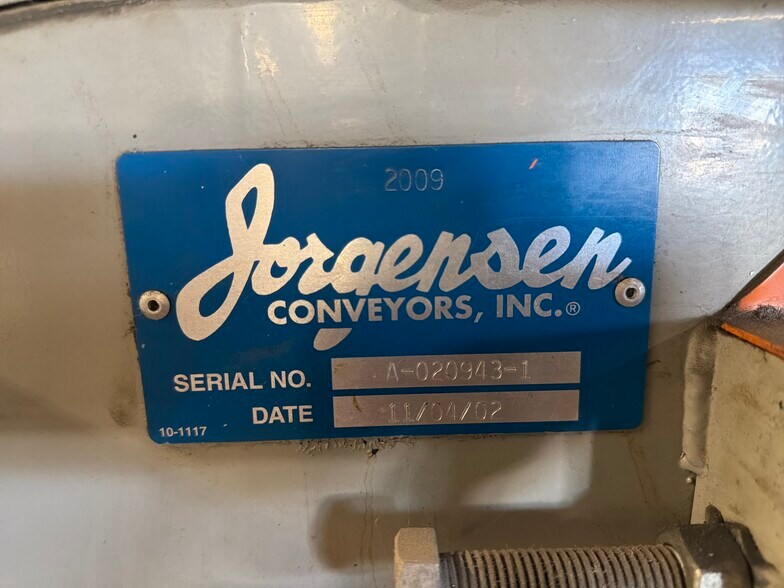 2009
Jorgensen
CONVEYORS, INC.®
SERIAL NO. A-020943-1
DATE 11/04/02
10-1117